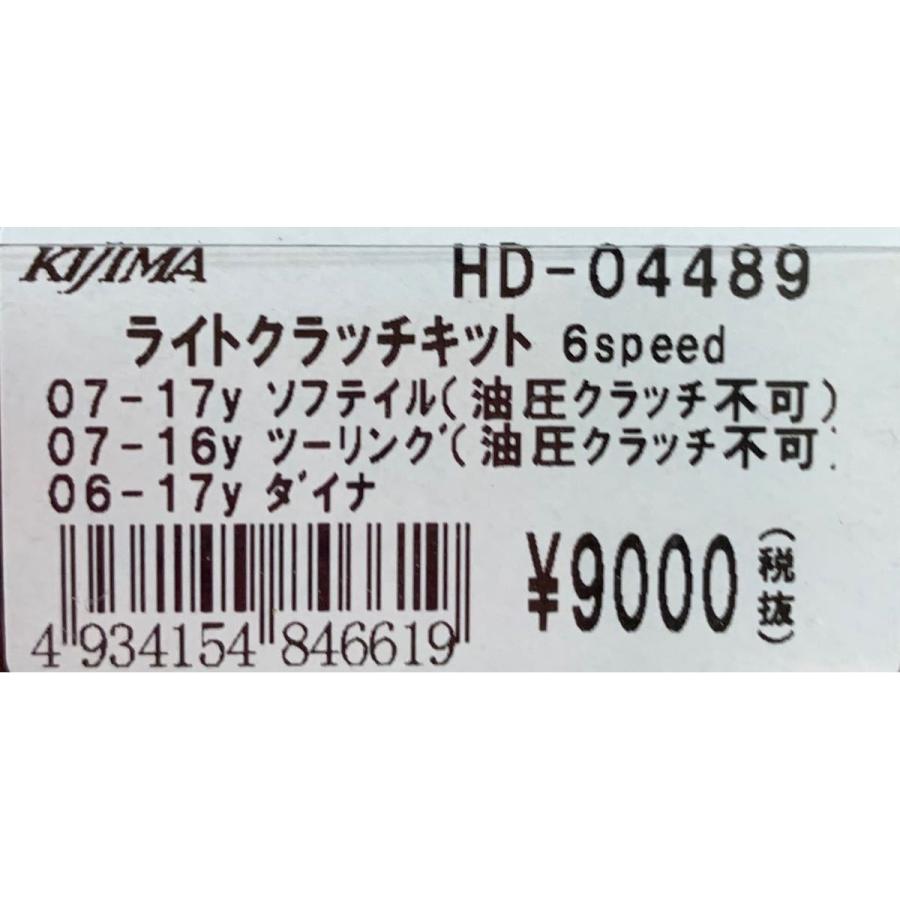 KIJIMA HD-04489
ライトクラッチキット 6speed
07-17y ソフテイル(油圧クラッチ不可)
07-16y ツーリング(油圧クラッチ不可)
06-17y ダイナ
¥9000(税抜)
4 934154 846619